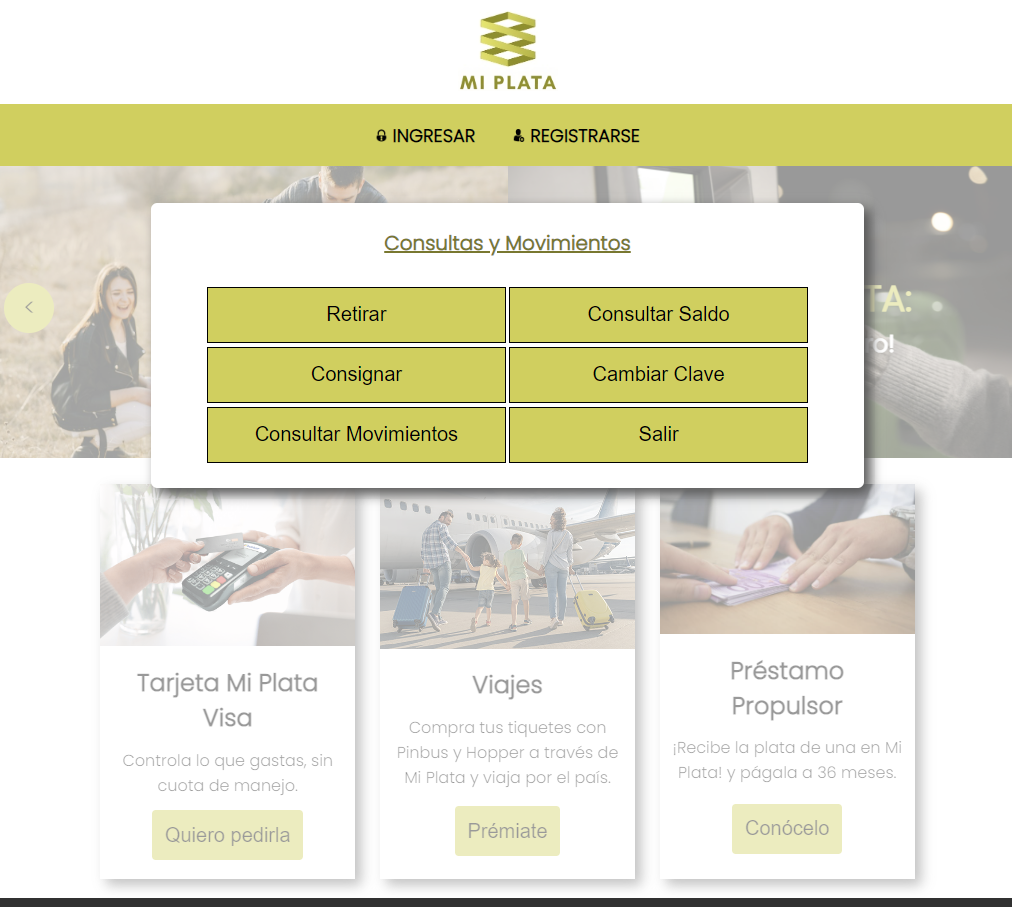 MI PLATA
INGRESAR REGISTRARSE
Consultas y Movimientos
Retirar Consultar Saldo
Consignar Cambiar Clave
Consultar Movimientos Salir
TA:
ro!
Tarjeta Mi Plata
Visa
Controla lo que gastas, sin
cuota de manejo.
Quiero pedirla
Viajes
Compra tus tiquetes con
Pinbus y Hopper a través de
Mi Plata y viaja por el país.
Prémiate
Préstamo
Propulsor
¡Recibe la plata de una en Mi
Plata! y págala a 36 meses.
Conócelo